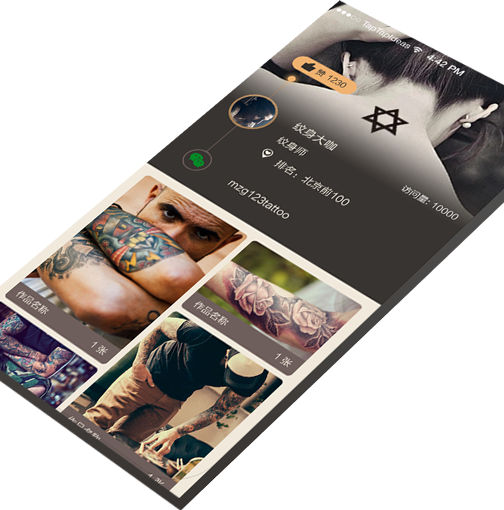 TapTapIdeas 4:42 PM
赞 1230
纹身大咖
纹身师
排名：北京前100
访问量: 10000
mzg123tattoo
作品名称
1 张
作品名称
1 张